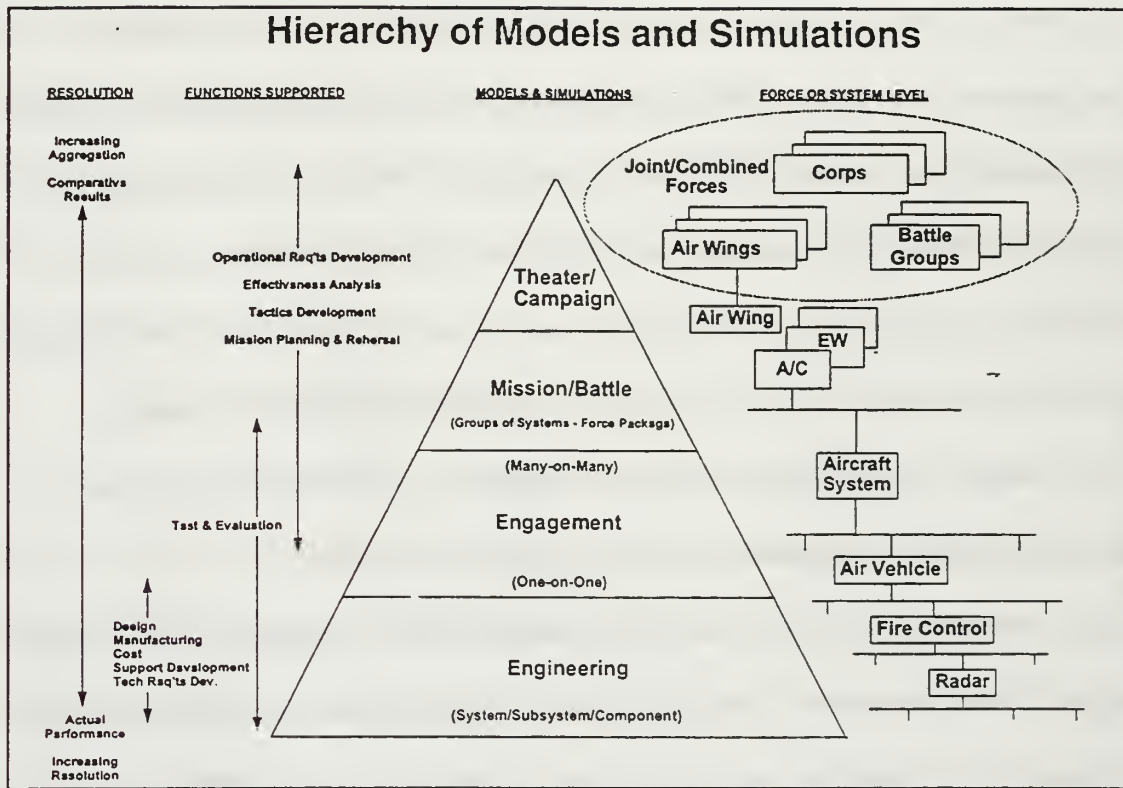 Hierarchy of Models and Simulations
RESOLUTION
FUNCTIONS SUPPORTED
MODELS & SIMULATIONS
FORCE OR SYSTEM LEVEL
Increasing
Aggregation
Comparative
Results
Actual
Performance
Increasing
Resolution
Operational Req'ts Development
Effectiveness Analysis
Tactics Development
Mission Planning & Rehersal
Test & Evaluation
Design
Manufacturing
Cost
Support Development
Tech Req'ts Dev.
Theater/
Campaign
Mission/Battle
(Groups of Systems - Force Package)
(Many-on-Many)
Engagement
(One-on-One)
Engineering
(System/Subsystem/Component)
Joint/Combined
Forces
Corps
Air Wings
Battle
Groups
Air Wing
EW
A/C
Aircraft
System
Air Vehicle
Fire Control
Radar